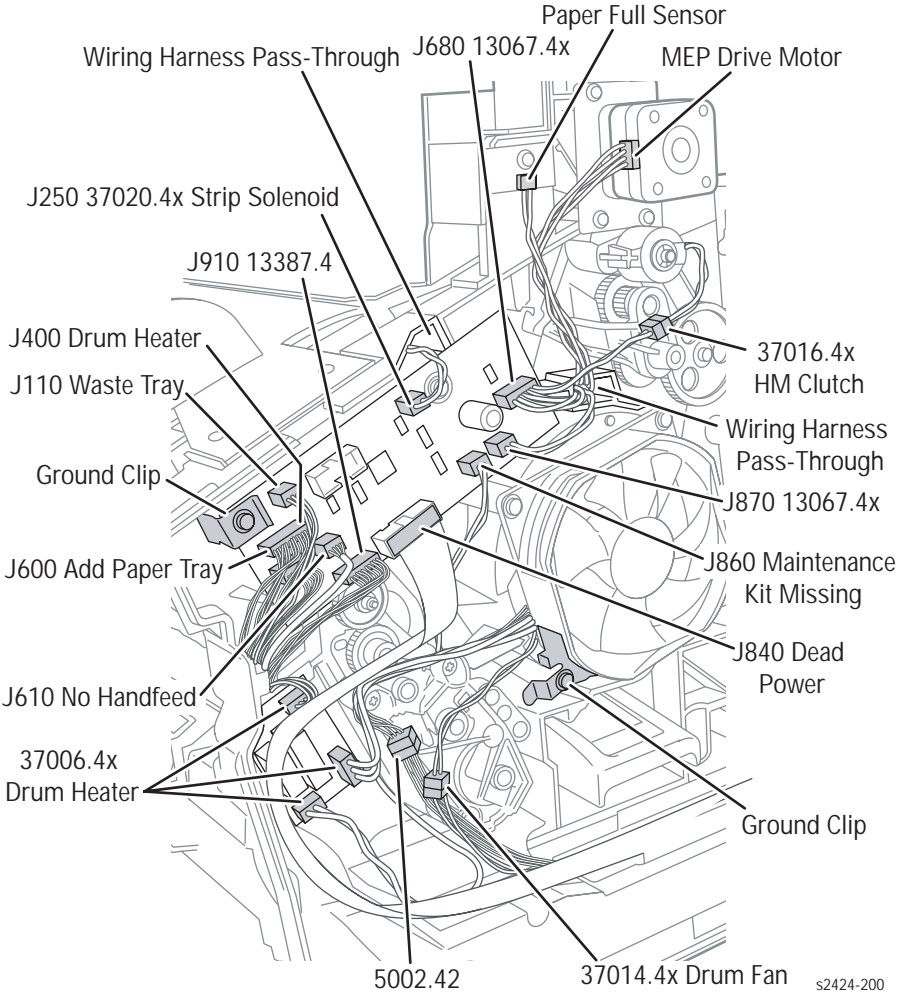 Paper Full Sensor
Wiring Harness Pass-Through
J680 13067.4x
MEP Drive Motor
J250 37020.4x Strip Solenoid
J910 13387.4
J400 Drum Heater
J110 Waste Tray
37016.4x
HM Clutch
Wiring Harness
Pass-Through
Ground Clip
J870 13067.4x
J600 Add Paper Tray
J860 Maintenance
Kit Missing
J840 Dead
Power
J610 No Handfeed
37006.4x
Drum Heater
Ground Clip
5002.42
37014.4x Drum Fan
s2424-200